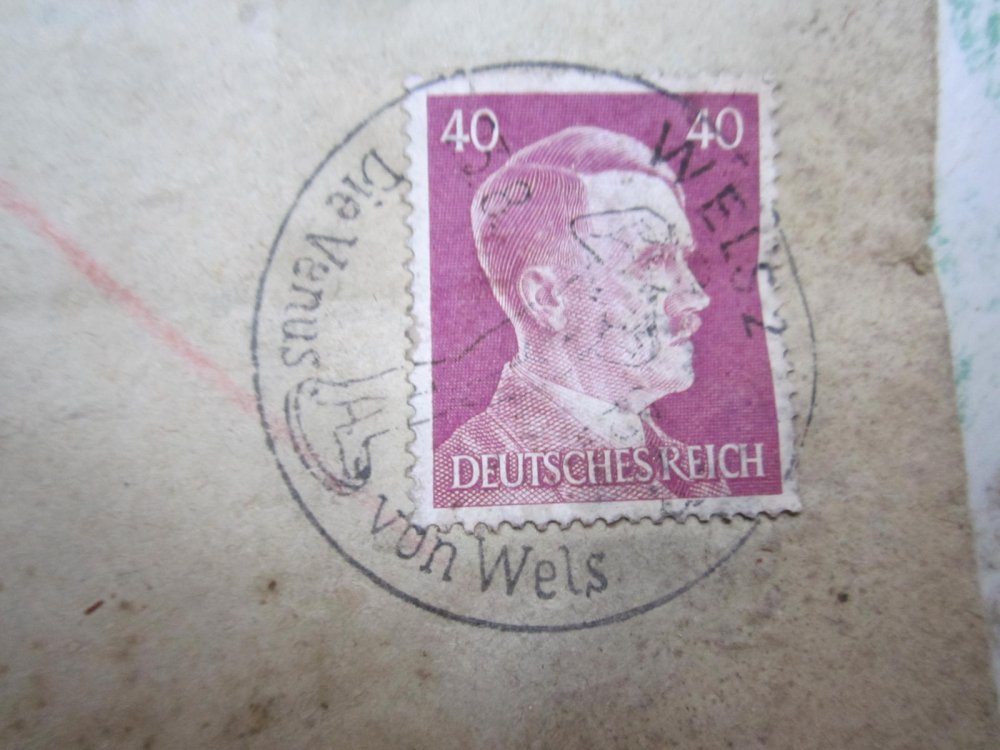 40 40
WELS 2
DEUTSCHES REICH
Die Venus
von Wels